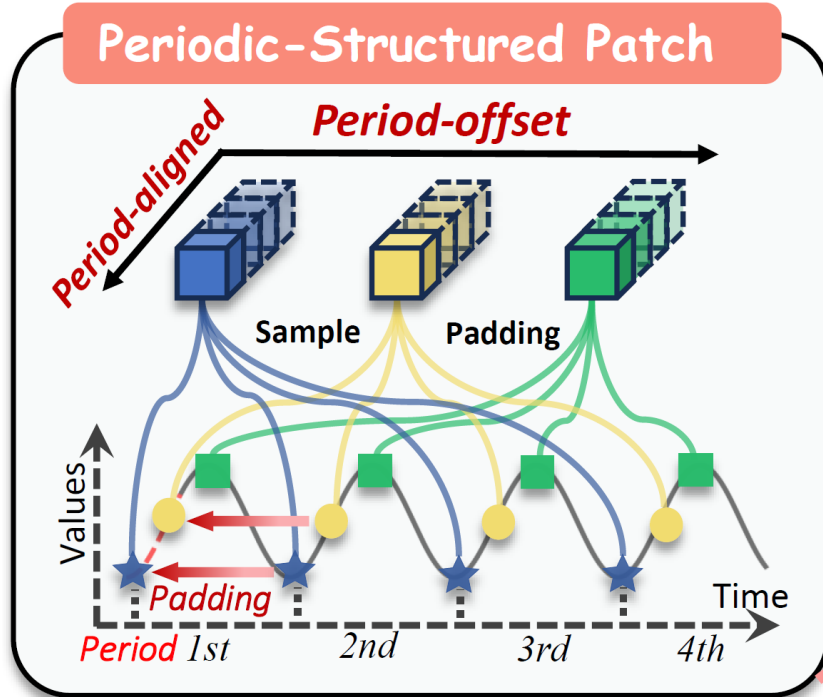 Periodic-Structured Patch
Period-offset
Period-aligned
Sample
Padding
Values
Padding
Time
Period 1st 2nd 3rd 4th